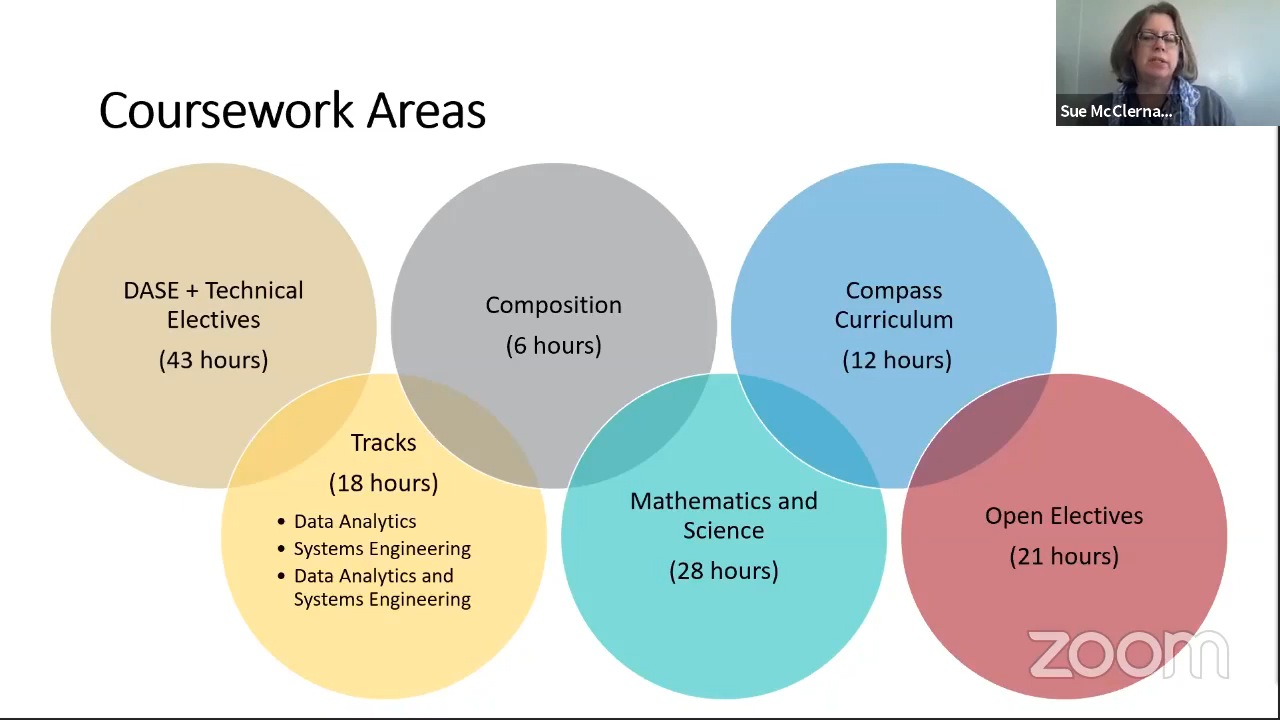 Coursework Areas
Sue McClerna...
DASE + Technical
Electives
(43 hours)
Composition
(6 hours)
Compass
Curriculum
(12 hours)
Tracks
(18 hours)
• Data Analytics
• Systems Engineering
• Data Analytics and
Systems Engineering
Mathematics and
Science
(28 hours)
Open Electives
(21 hours)
zoom